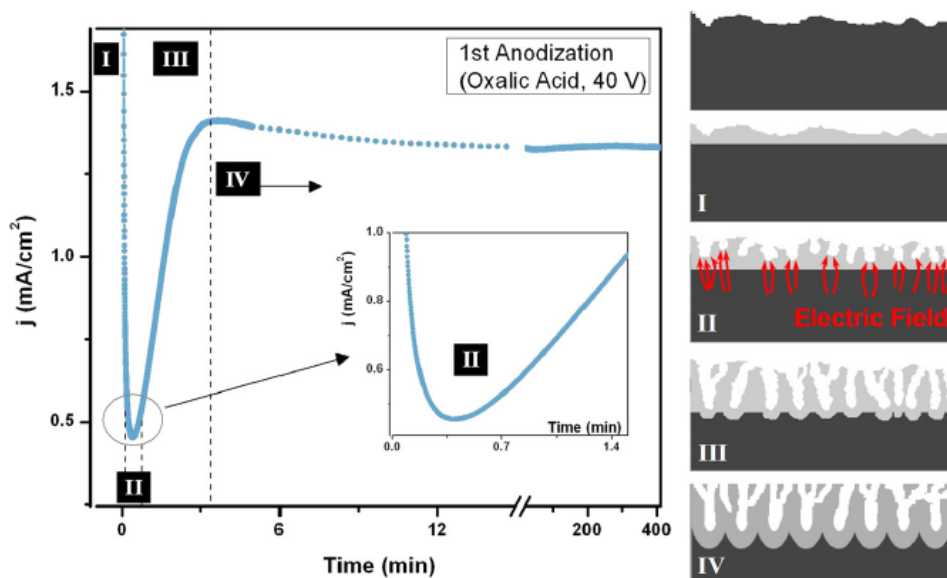 I
III
1st Anodization
(Oxalic Acid, 40 V)
IV
II
j (mA/cm²)
1.5
1.0
0.5
0
6
12
200
400
Time (min)
II
j (mA/cm²)
1.0
0.8
0.6
0.0
0.7
1.4
Time (min)
I
Electric Field
II
III
IV